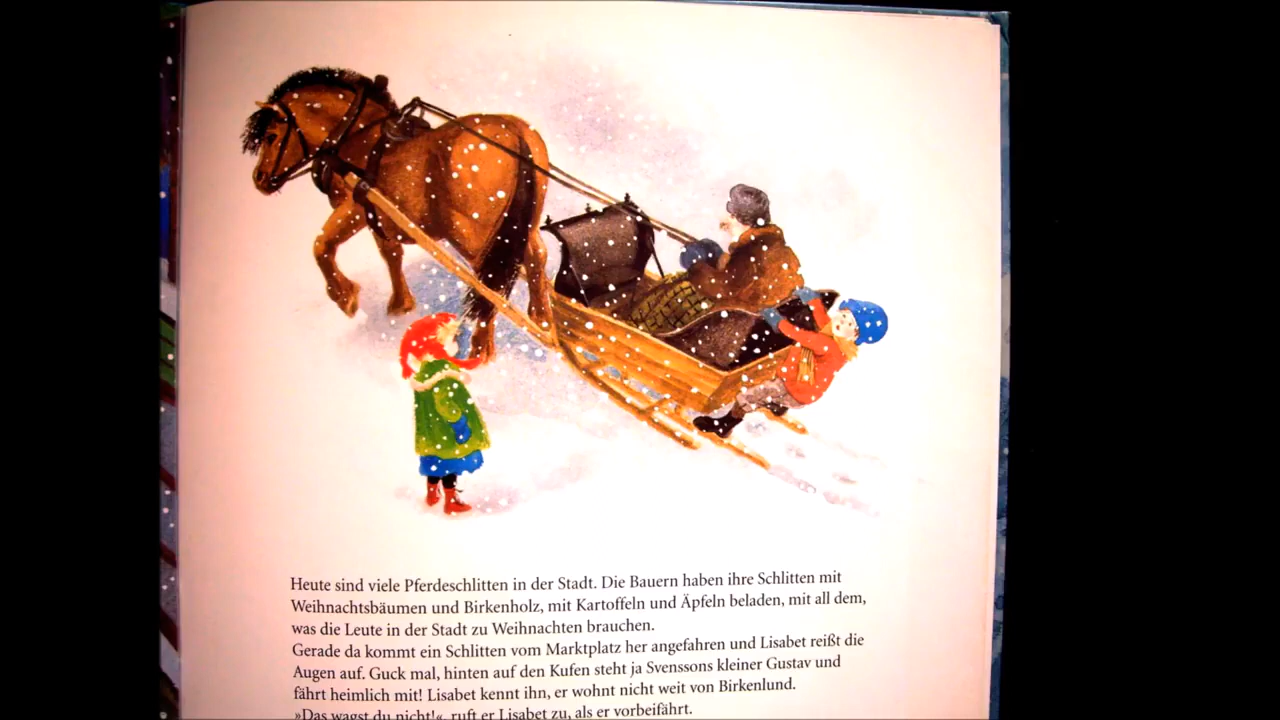 Heute sind viele Pferdeschlitten in der Stadt. Die Bauern haben ihre Schlitten mit
Weihnachtsbäumen und Birkenholz, mit Kartoffeln und Äpfeln beladen, mit all dem,
was die Leute in der Stadt zu Weihnachten brauchen.
Gerade da kommt ein Schlitten vom Marktplatz her angefahren und Lisabet reißt die
Augen auf. Guck mal, hinten auf den Kufen steht ja Svenssons kleiner Gustav und
fährt heimlich mit! Lisabet kennt ihn, er wohnt nicht weit von Birkenlund.
»Das wagst du nicht!«, ruft er Lisabet zu, als er vorbeifährt.